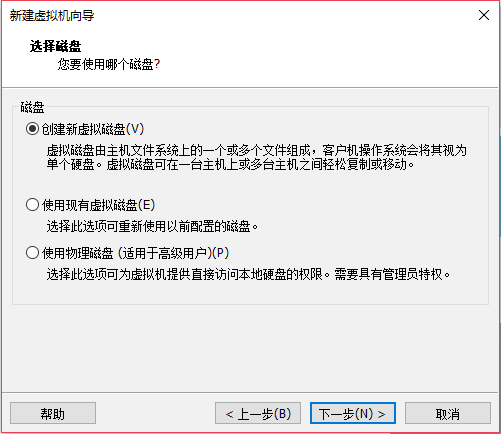 新建虚拟机向导
选择磁盘
您要使用哪个磁盘?
磁盘
创建新虚拟磁盘(V)
虚拟磁盘由主机文件系统上的一个或多个文件组成，客户机操作系统会将其视为
单个硬盘。虚拟磁盘可在一台主机上或多台主机之间轻松复制或移动。
使用现有虚拟磁盘(E)
选择此选项可重新使用以前配置的磁盘。
使用物理磁盘 (适用于高级用户)(P)
选择此选项可为虚拟机提供直接访问本地硬盘的权限。需要具有管理员特权。
帮助
< 上一步(B)
下一步(N) >
取消